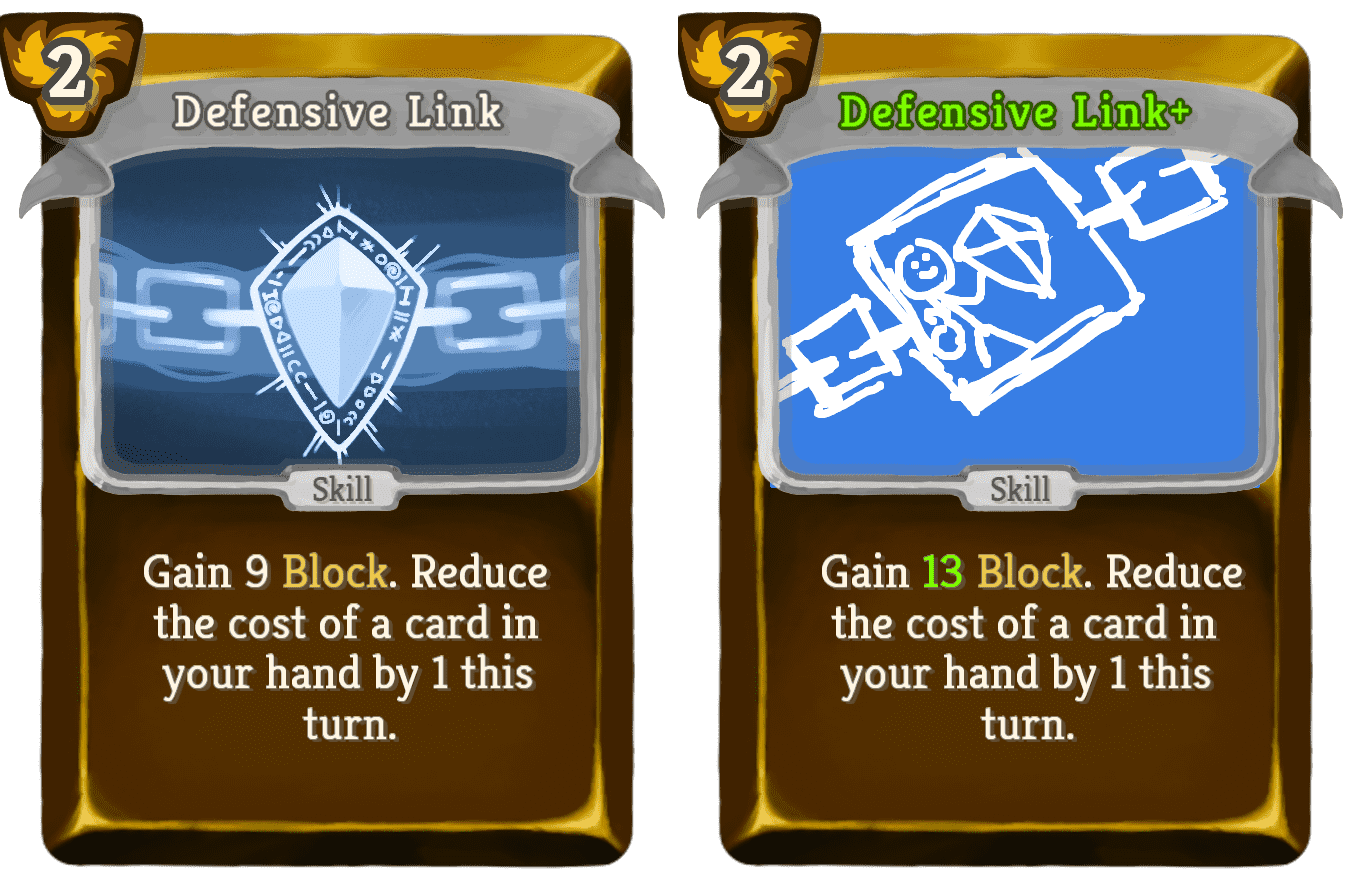 2
Defensive Link
Skill
Gain 9 Block. Reduce
the cost of a card in
your hand by 1 this
turn.
2
Defensive Link+
Skill
Gain 13 Block. Reduce
the cost of a card in
your hand by 1 this
turn.